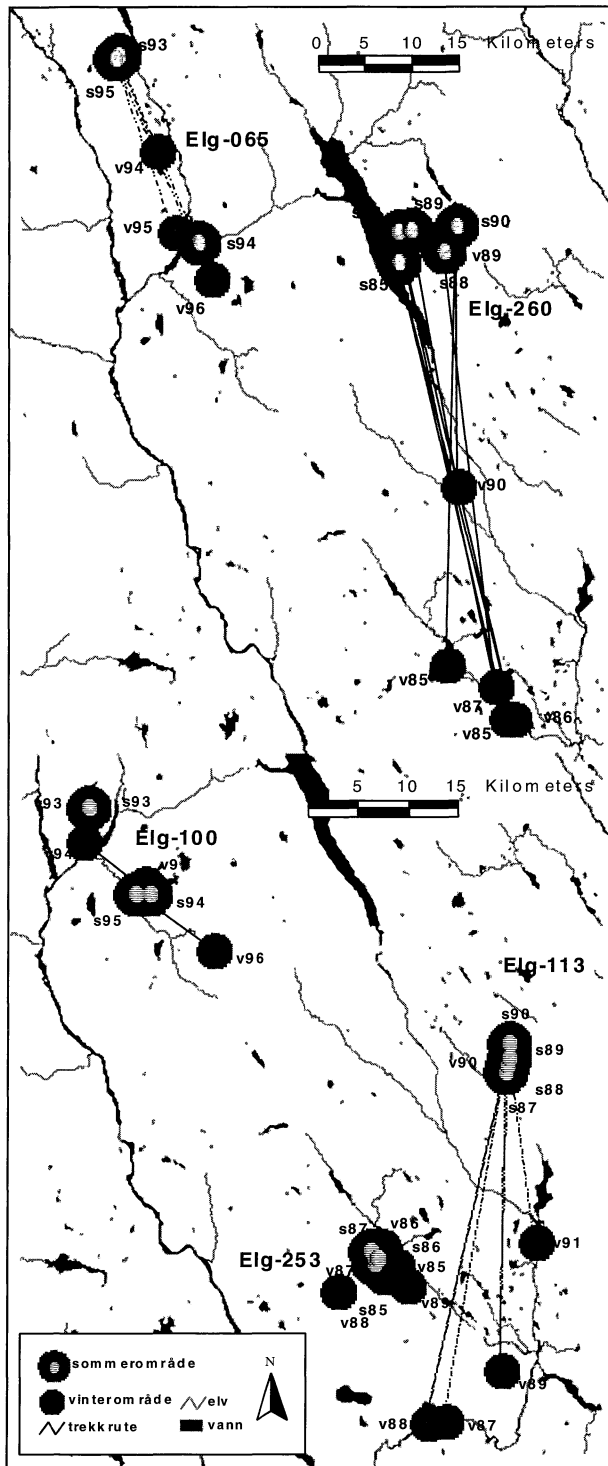 s93
0 5 10 15 Kilometers
s95
Elg-065
v94
s89
v95
s90
s94
v89
s85
s88
v96
Elg-260
v90
v85
v87
v86
v85
5 10 15 Kilometers
s93
Elg-100
s95
s94
v96
Elg-113
s90
v90
s89
s88
s87
v86
s87
s86
v91
Elg-253
v85
v87
s85
v89
v88
sommerområde
N
vinterområde
elv
v89
trekkrute
vann
v88
v87